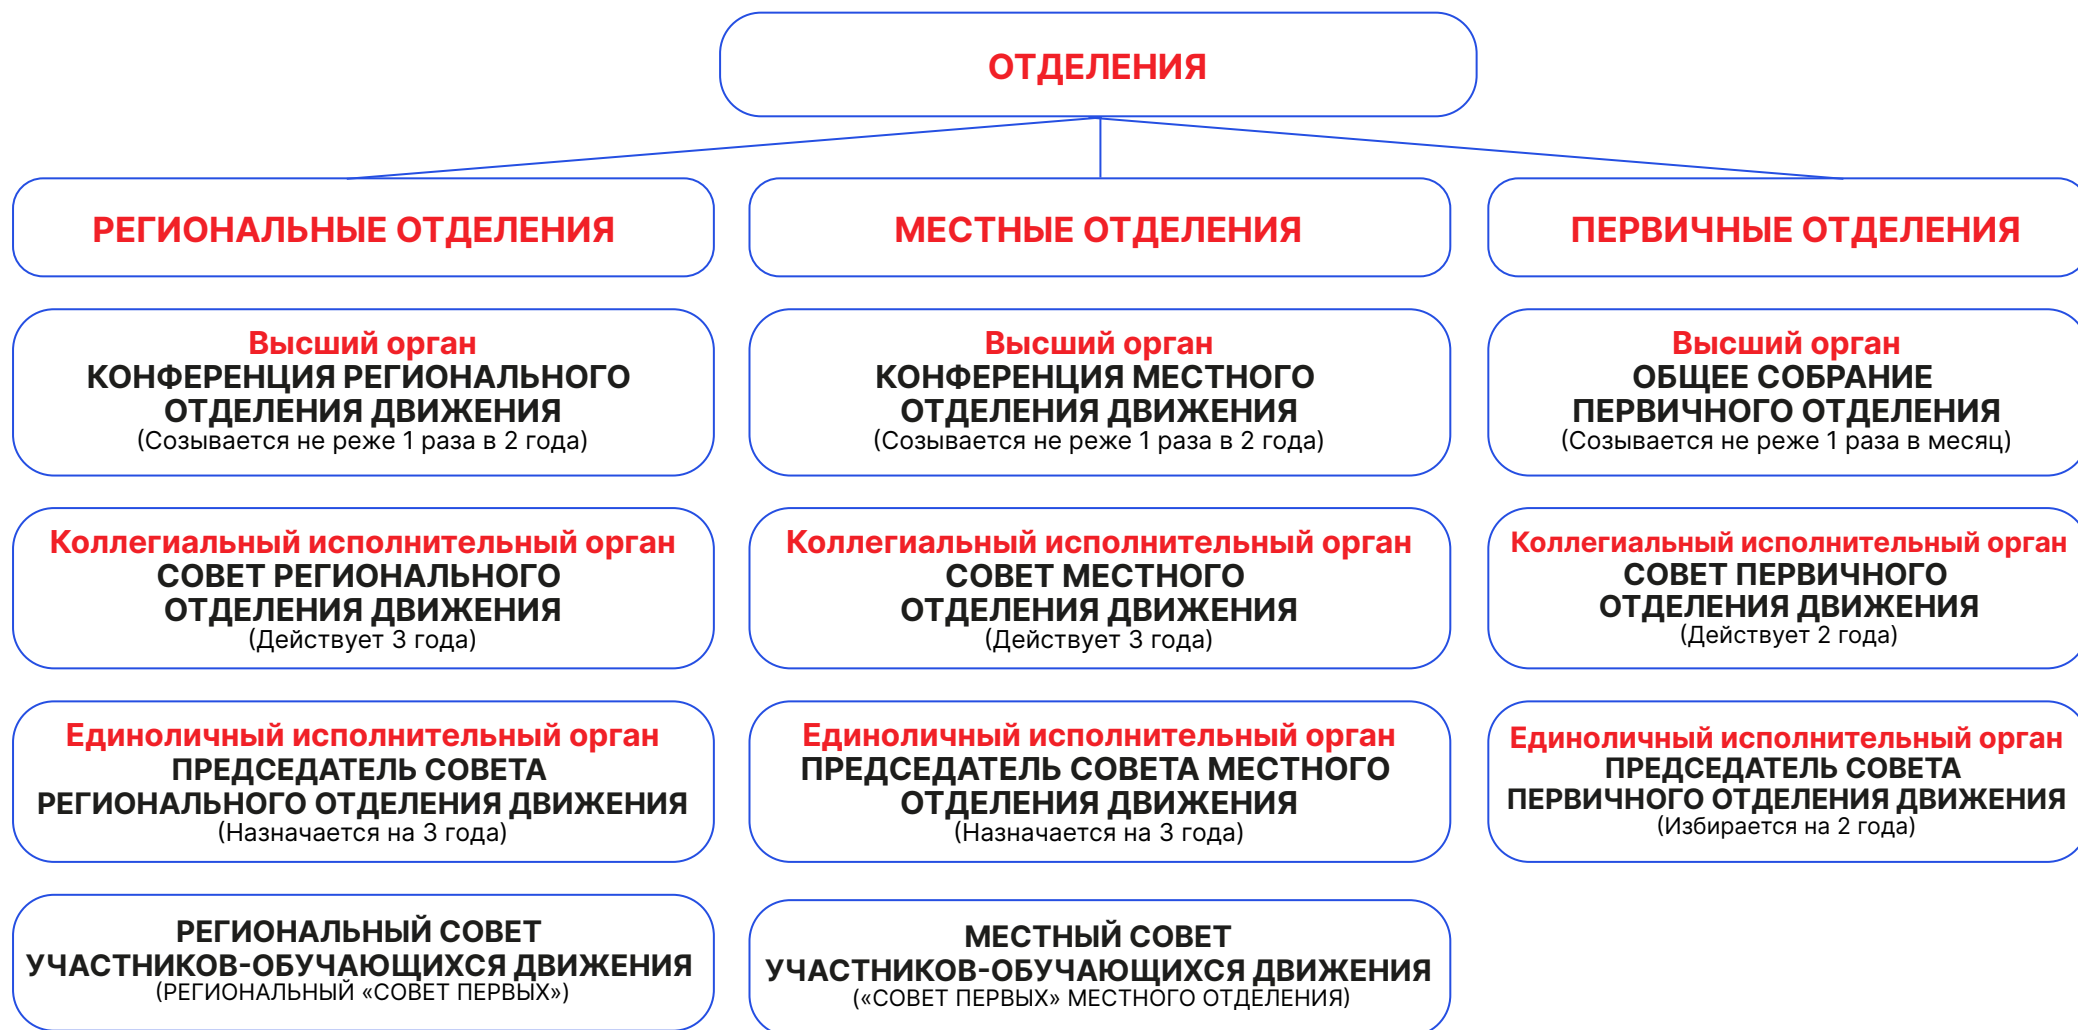 ОТДЕЛЕНИЯ
РЕГИОНАЛЬНЫЕ ОТДЕЛЕНИЯ
Высший орган
КОНФЕРЕНЦИЯ РЕГИОНАЛЬНОГО
ОТДЕЛЕНИЯ ДВИЖЕНИЯ
(Созывается не реже 1 раза в 2 года)
Коллегиальный исполнительный орган
СОВЕТ РЕГИОНАЛЬНОГО
ОТДЕЛЕНИЯ ДВИЖЕНИЯ
(Действует 3 года)
Единоличный исполнительный орган
ПРЕДСЕДАТЕЛЬ СОВЕТА
РЕГИОНАЛЬНОГО ОТДЕЛЕНИЯ ДВИЖЕНИЯ
(Назначается на 3 года)
РЕГИОНАЛЬНЫЙ СОВЕТ
УЧАСТНИКОВ-ОБУЧАЮЩИХСЯ ДВИЖЕНИЯ
(РЕГИОНАЛЬНЫЙ «СОВЕТ ПЕРВЫХ»)
МЕСТНЫЕ ОТДЕЛЕНИЯ
Высший орган
КОНФЕРЕНЦИЯ МЕСТНОГО
ОТДЕЛЕНИЯ ДВИЖЕНИЯ
(Созывается не реже 1 раза в 2 года)
Коллегиальный исполнительный орган
СОВЕТ МЕСТНОГО
ОТДЕЛЕНИЯ ДВИЖЕНИЯ
(Действует 3 года)
Единоличный исполнительный орган
ПРЕДСЕДАТЕЛЬ СОВЕТА МЕСТНОГО
ОТДЕЛЕНИЯ ДВИЖЕНИЯ
(Назначается на 3 года)
МЕСТНЫЙ СОВЕТ
УЧАСТНИКОВ-ОБУЧАЮЩИХСЯ ДВИЖЕНИЯ
(«СОВЕТ ПЕРВЫХ» МЕСТНОГО ОТДЕЛЕНИЯ)
ПЕРВИЧНЫЕ ОТДЕЛЕНИЯ
Высший орган
ОБЩЕЕ СОБРАНИЕ
ПЕРВИЧНОГО ОТДЕЛЕНИЯ
(Созывается не реже 1 раза в месяц)
Коллегиальный исполнительный орган
СОВЕТ ПЕРВИЧНОГО
ОТДЕЛЕНИЯ ДВИЖЕНИЯ
(Действует 2 года)
Единоличный исполнительный орган
ПРЕДСЕДАТЕЛЬ СОВЕТА
ПЕРВИЧНОГО ОТДЕЛЕНИЯ ДВИЖЕНИЯ
(Избирается на 2 года)